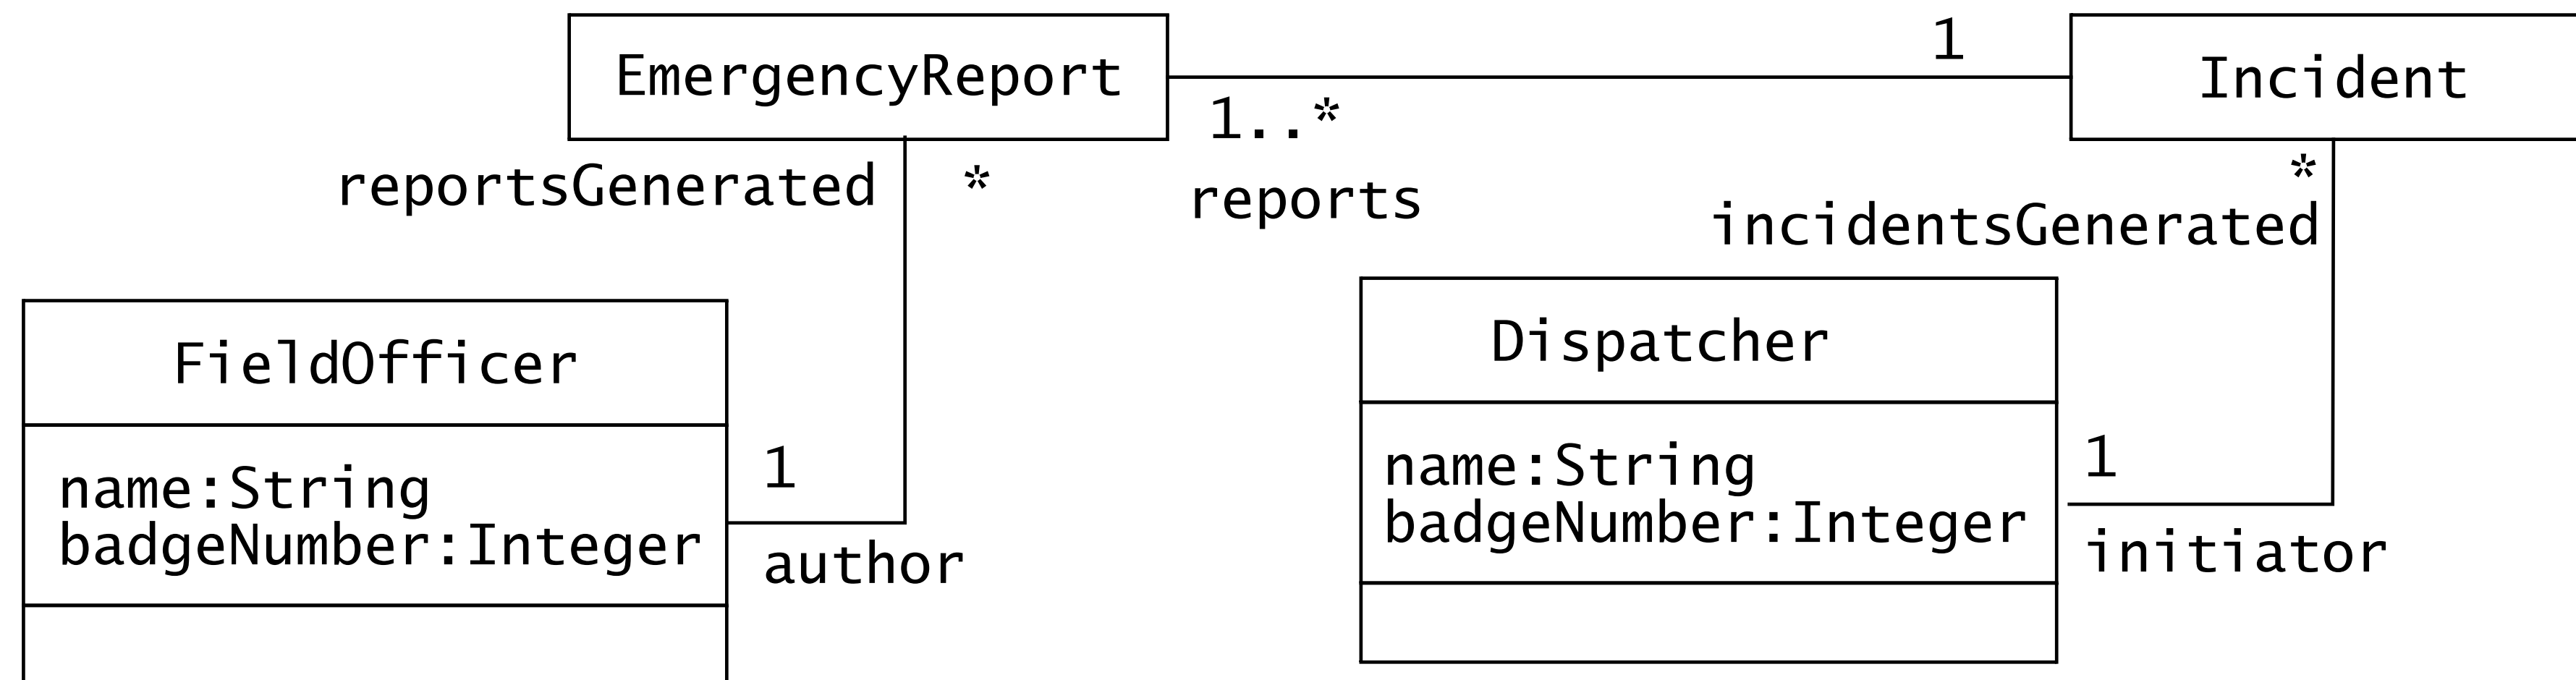 EmergencyReport
1
Incident
1..*
reportsGenerated
*
reports
*
incidentsGenerated
FieldOfficer
name:String
badgeNumber:Integer
1
author
Dispatcher
name:String
badgeNumber:Integer
1
initiator